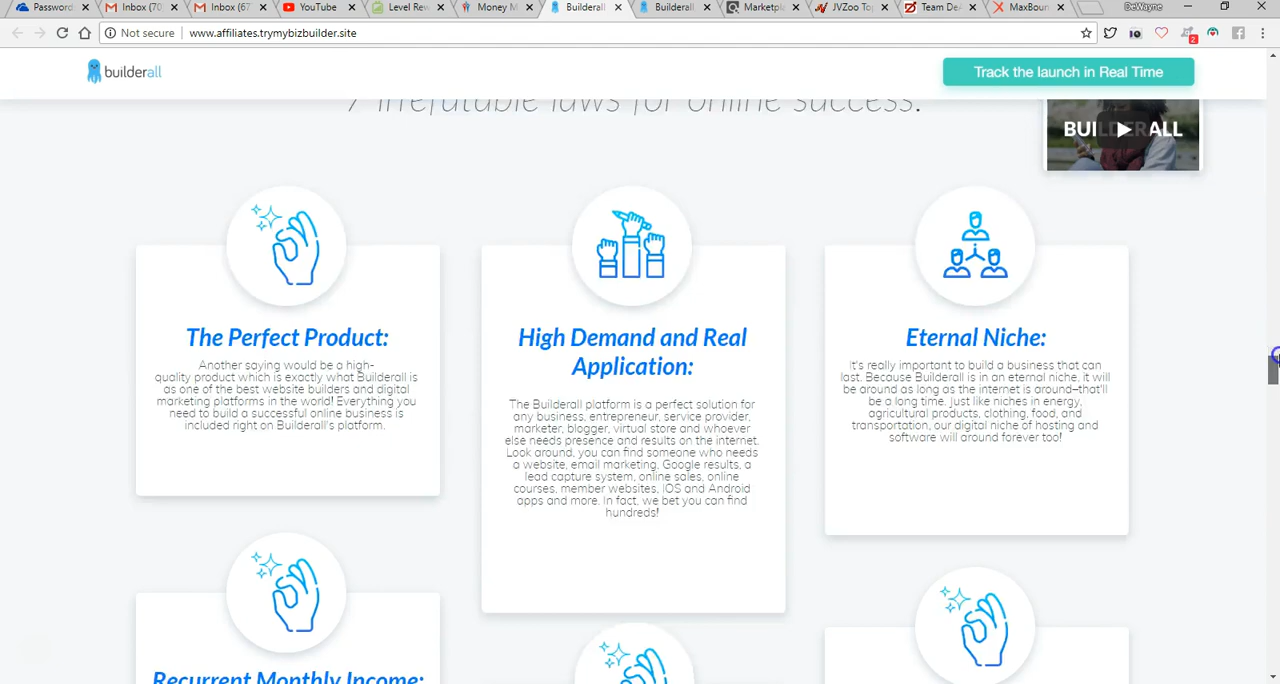 Password
Inbox (70
Inbox (67
YouTube
Level Rev
Money M
Builderall
Builderall
Marketpla
JVZoo Top
Team De
MaxBoun
DeWayne
Not secure
www.affiliates.trymybizbuilder.site
2
builderall
Track the launch in Real Time
7 irrefutable laws for online success.
BUILDERALL
The Perfect Product:
Another saying would be a high-
quality product which is exactly what Builderall is
as one of the best website builders and digital
marketing platforms in the world! Everything you
need to build a successful online business is
included right on Builderall's platform.
High Demand and Real
Application:
The Builderall platform is a perfect solution for
any business, entrepreneur, service provider,
marketer, blogger, virtual store and whoever
else needs presence and results on the internet.
Look around, you can find someone who needs
a website, email marketing, Google results, a
lead capture system, online sales, online
courses, member websites, IOS and Android
apps and more. In fact, we bet you can find
hundreds!
Eternal Niche:
It's really important to build a business that can
last. Because Builderall is in an eternal niche, it will
be around as long as the internet is around–that'll
be a long time. Just like niches in energy,
agricultural products, clothing, food, and
transportation, our digital niche of hosting and
software will around forever too!
Recurrent Monthly Income: